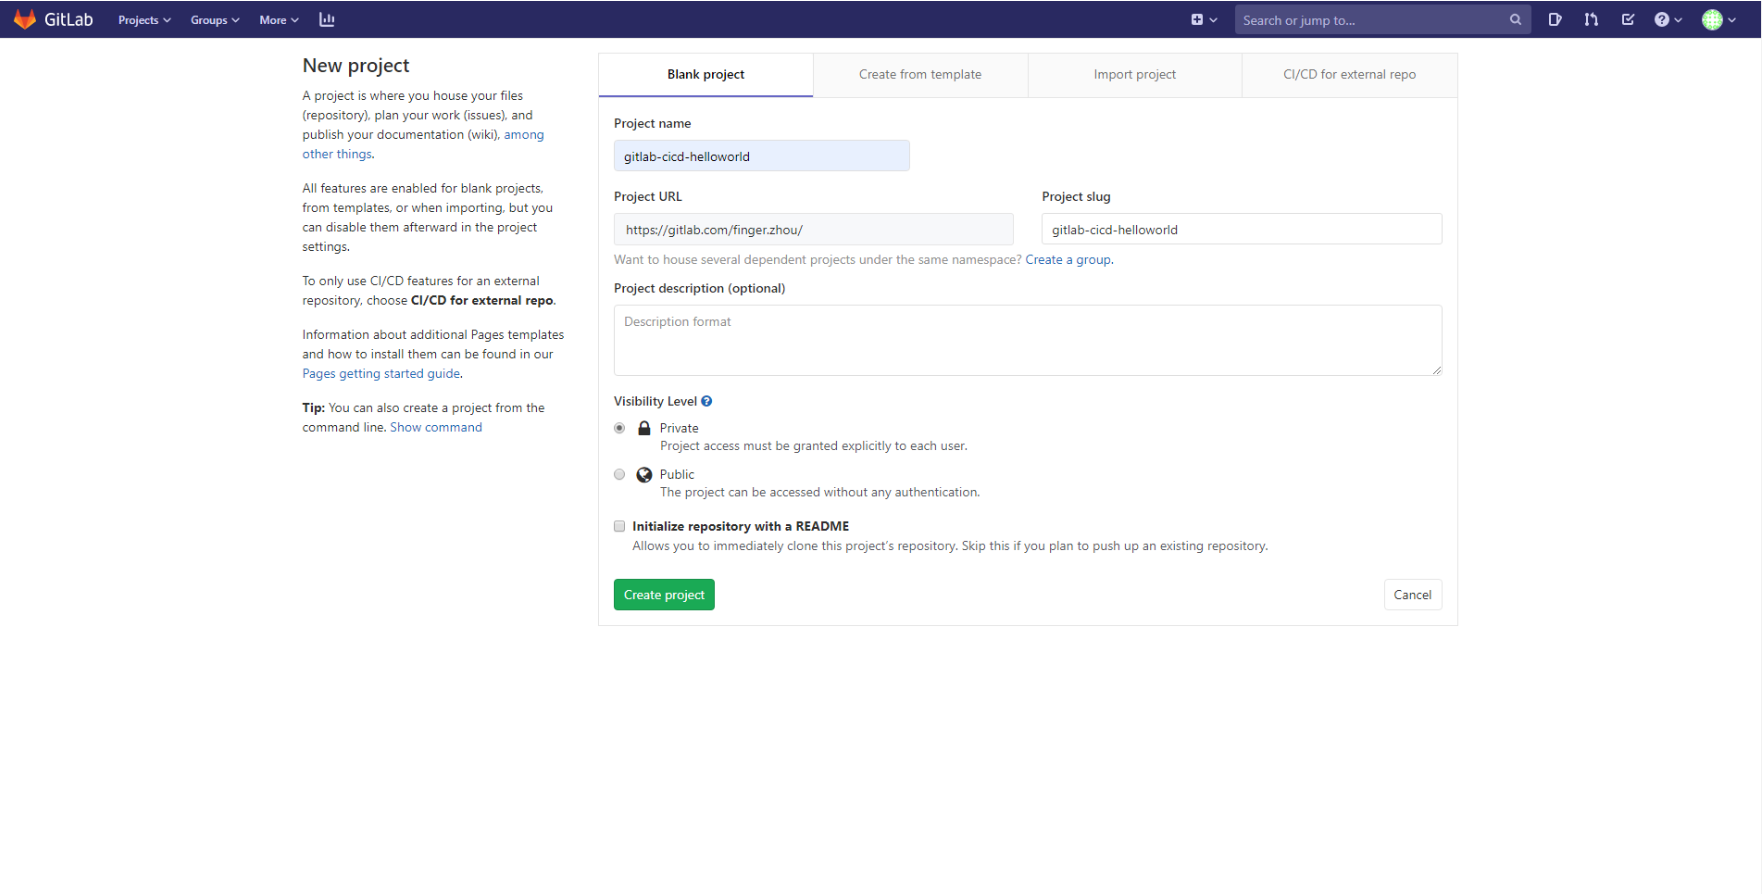 GitLab Projects Groups More Search or jump to...
New project
A project is where you house your files
(repository), plan your work (issues), and
publish your documentation (wiki), among
other things.
All features are enabled for blank projects,
from templates, or when importing, but you
can disable them afterward in the project
settings.
To only use CI/CD features for an external
repository, choose CI/CD for external repo.
Information about additional Pages templates
and how to install them can be found in our
Pages getting started guide.
Tip: You can also create a project from the
command line. Show command
Blank project Create from template Import project CI/CD for external repo
Project name
gitlab-cicd-helloworld
Project URL Project slug
https://gitlab.com/finger.zhou/ gitlab-cicd-helloworld
Want to house several dependent projects under the same namespace? Create a group.
Project description (optional)
Description format
Visibility Level ?
Private
Project access must be granted explicitly to each user.
Public
The project can be accessed without any authentication.
Initialize repository with a README
Allows you to immediately clone this project's repository. Skip this if you plan to push up an existing repository.
Create project Cancel